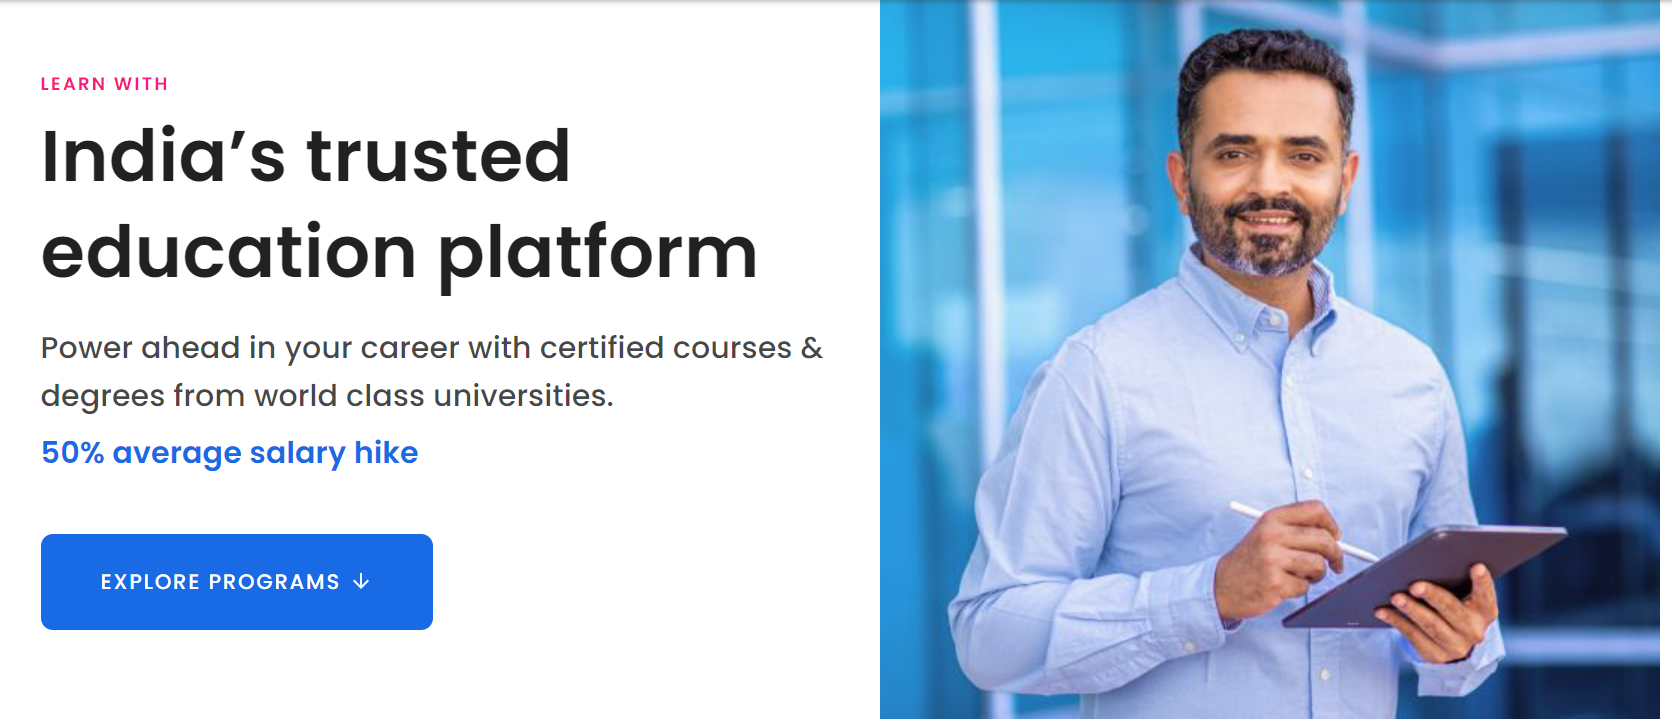 LEARN WITH
India’s trusted
education platform
Power ahead in your career with certified courses &
degrees from world class universities.
50% average salary hike
EXPLORE PROGRAMS ↓